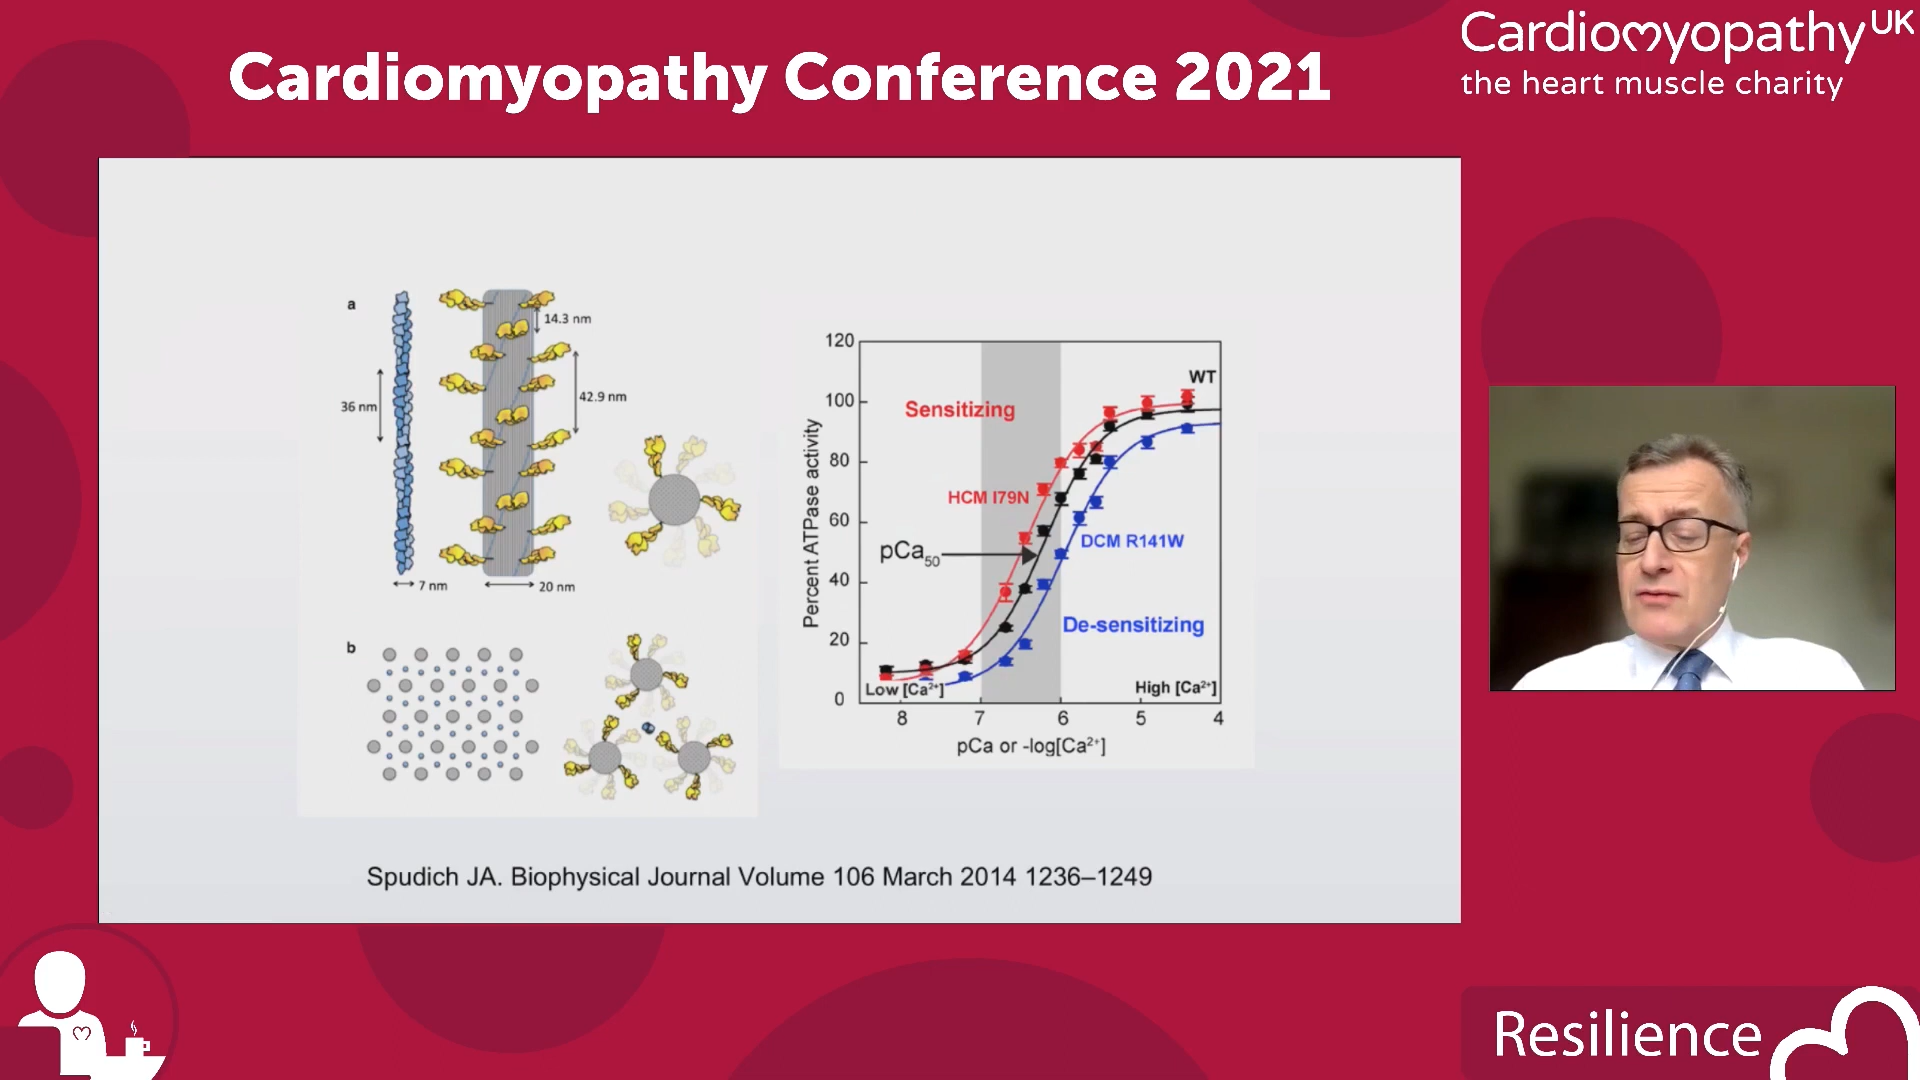 Cardiomyopathy Conference 2021
Cardiomyopathy UK
the heart muscle charity
a
14.3 nm
42.9 nm
36 nm
7 nm
20 nm
b
120
100
80
60
40
20
0
Percent ATPase activity
WT
Sensitizing
HCM I79N
pCa50
DCM R141W
De-sensitizing
Low [Ca²⁺]
High [Ca²⁺]
8 7 6 5 4
pCa or -log[Ca²⁺]
Spudich JA. Biophysical Journal Volume 106 March 2014 1236–1249
Resilience